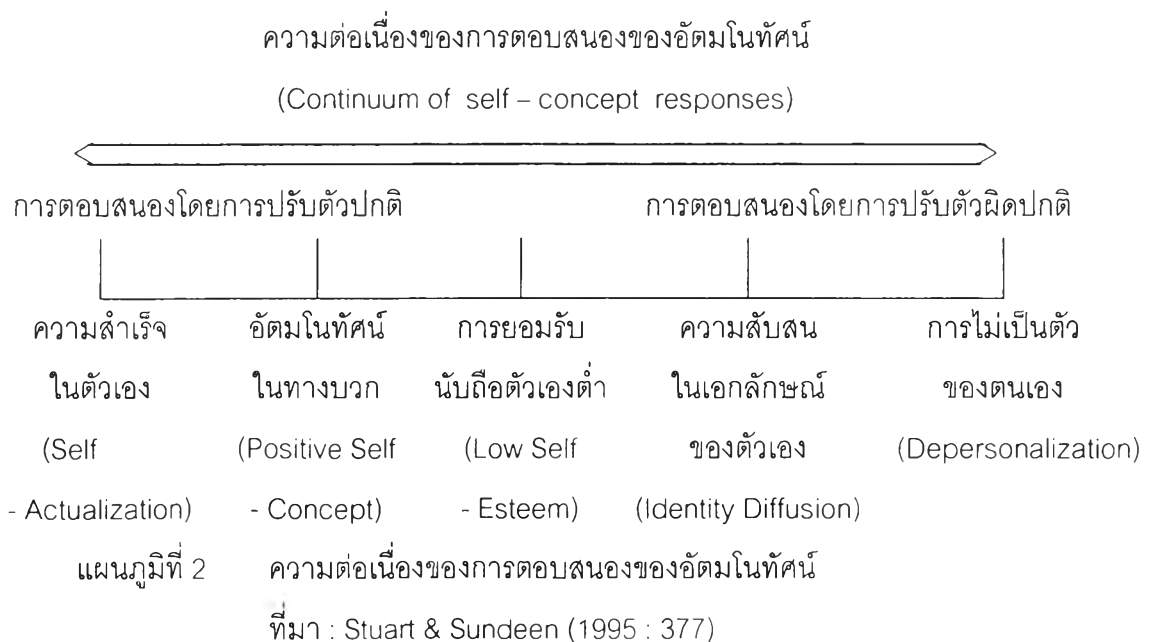 ความต่อเนื่องของการตอบสนองของอัตมโนทัศน์
(Continuum of self – concept responses)
การตอบสนองโดยการปรับตัวปกติ การตอบสนองโดยการปรับตัวผิดปกติ
ความสำเร็จ อัตมโนทัศน์ การยอมรับ ความสับสน การไม่เป็นตัว
ในตัวเอง ในทางบวก นับถือตัวเองต่ำ ในเอกลักษณ์ ของตนเอง
(Self (Positive Self (Low Self ของตัวเอง (Depersonalization)
- Actualization) - Concept) - Esteem) (Identity Diffusion)
แผนภูมิที่ 2 ความต่อเนื่องของการตอบสนองของอัตมโนทัศน์
ที่มา : Stuart & Sundeen (1995 : 377)